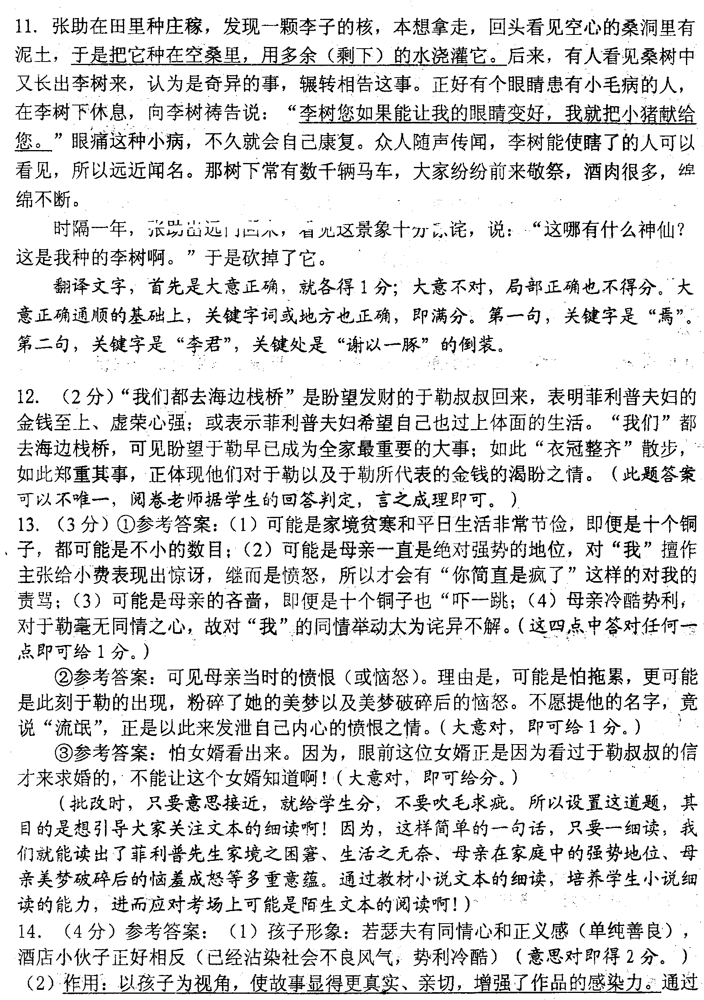 11. 张助在田里种庄稼，发现一颗李子的核，本想拿走，回头看见空心的桑洞里有
泥土，于是把它种在空桑里，用多余（剩下）的水浇灌它。后来，有人看见桑树中
又长出李树来，认为是奇异的事，辗转相告这事。正好有个眼睛患有小毛病的人，
在李树下休息，向李树祷告说：“李树您如果能让我的眼睛变好，我就把小猪献给
您。”眼痛这种小病，不久就会自己康复。众人随声传闻，李树能使瞎了的人可以
看见，所以远近闻名。那树下常有数千辆马车，大家纷纷前来敬祭，酒肉很多，绵
绵不断。
时隔一年，张助出远门回来，看见这景象十分惊诧，说：“这哪有什么神仙？
这是我种的李树啊。”于是砍掉了它。
翻译文字，首先是大意正确，就各得1分；大意不对，局部正确也不得分。大
意正确通顺的基础上，关键字词或地方也正确，即满分。第一句，关键字是“焉”。
第二句，关键字是“李君”，关键处是“谢以一豚”的倒装。
12. （2分）“我们都去海边栈桥”是盼望发财的于勒叔叔回来，表明菲利普夫妇的
金钱至上、虚荣心强；或表示菲利普夫妇希望自己也过上体面的生活。“我们”都
去海边栈桥，可见盼望于勒早已成为全家最重要的大事；如此“衣冠整齐”散步，
如此郑重其事，正体现他们对于勒以及于勒所代表的金钱的渴盼之情。（此题答案
可以不唯一，阅卷老师据学生的回答判定，言之成理即可。）
13. （3分）①参考答案：（1）可能是家境贫寒和平日生活非常节俭，即便是十个铜
子，都可能是不小的数目；（2）可能是母亲一直是绝对强势的地位，对“我”擅作
主张给小费表现出惊讶，继而是愤怒，所以才会有“你简直是疯了”这样的对我的
责骂；（3）可能是母亲的吝啬，即便是十个铜子也“吓一跳；（4）母亲冷酷势利，
对于勒毫无同情之心，故对“我”的同情举动大为诧异不解。（这四点中答对任何一
点即可给1分。）
②参考答案：可见母亲当时的愤恨（或恼怒）。理由是，可能是怕拖累，更可能
是此刻于勒的出现，粉碎了她的美梦以及美梦破碎后的恼怒。不愿提他的名字，竟
说“流氓”，正是以此来发泄自己内心的愤恨之情。（大意对，即可给1分。）
③参考答案：怕女婿看出来。因为，眼前这位女婿正是因为看过于勒叔叔的信
才来求婚的，不能让这个女婿知道啊！（大意对，即可给分。）
（批改时，只要意思接近，就给学生分，不要吹毛求疵。所以设置这道题，其
目的是想引导大家关注文本的细读啊！因为，这样简单的一句话，只要一细读，我
们就能读出了菲利普先生家境之困窘、生活之无奈、母亲在家庭中的强势地位、母
亲美梦破碎后的恼羞成怒等多重意蕴。通过教材小说文本的细读，培养学生小说细
读的能力，进而应对考场上可能是陌生文本的阅读啊！）
14. （4分）参考答案：（1）孩子形象：若瑟夫有同情心和正义感（单纯善良），
酒店小伙子正好相反（已经沾染社会不良风气，势利冷酷）（意思对即得2分。）
（2）作用：以孩子为视角，使故事显得更真实、亲切，增强了作品的感染力。通过